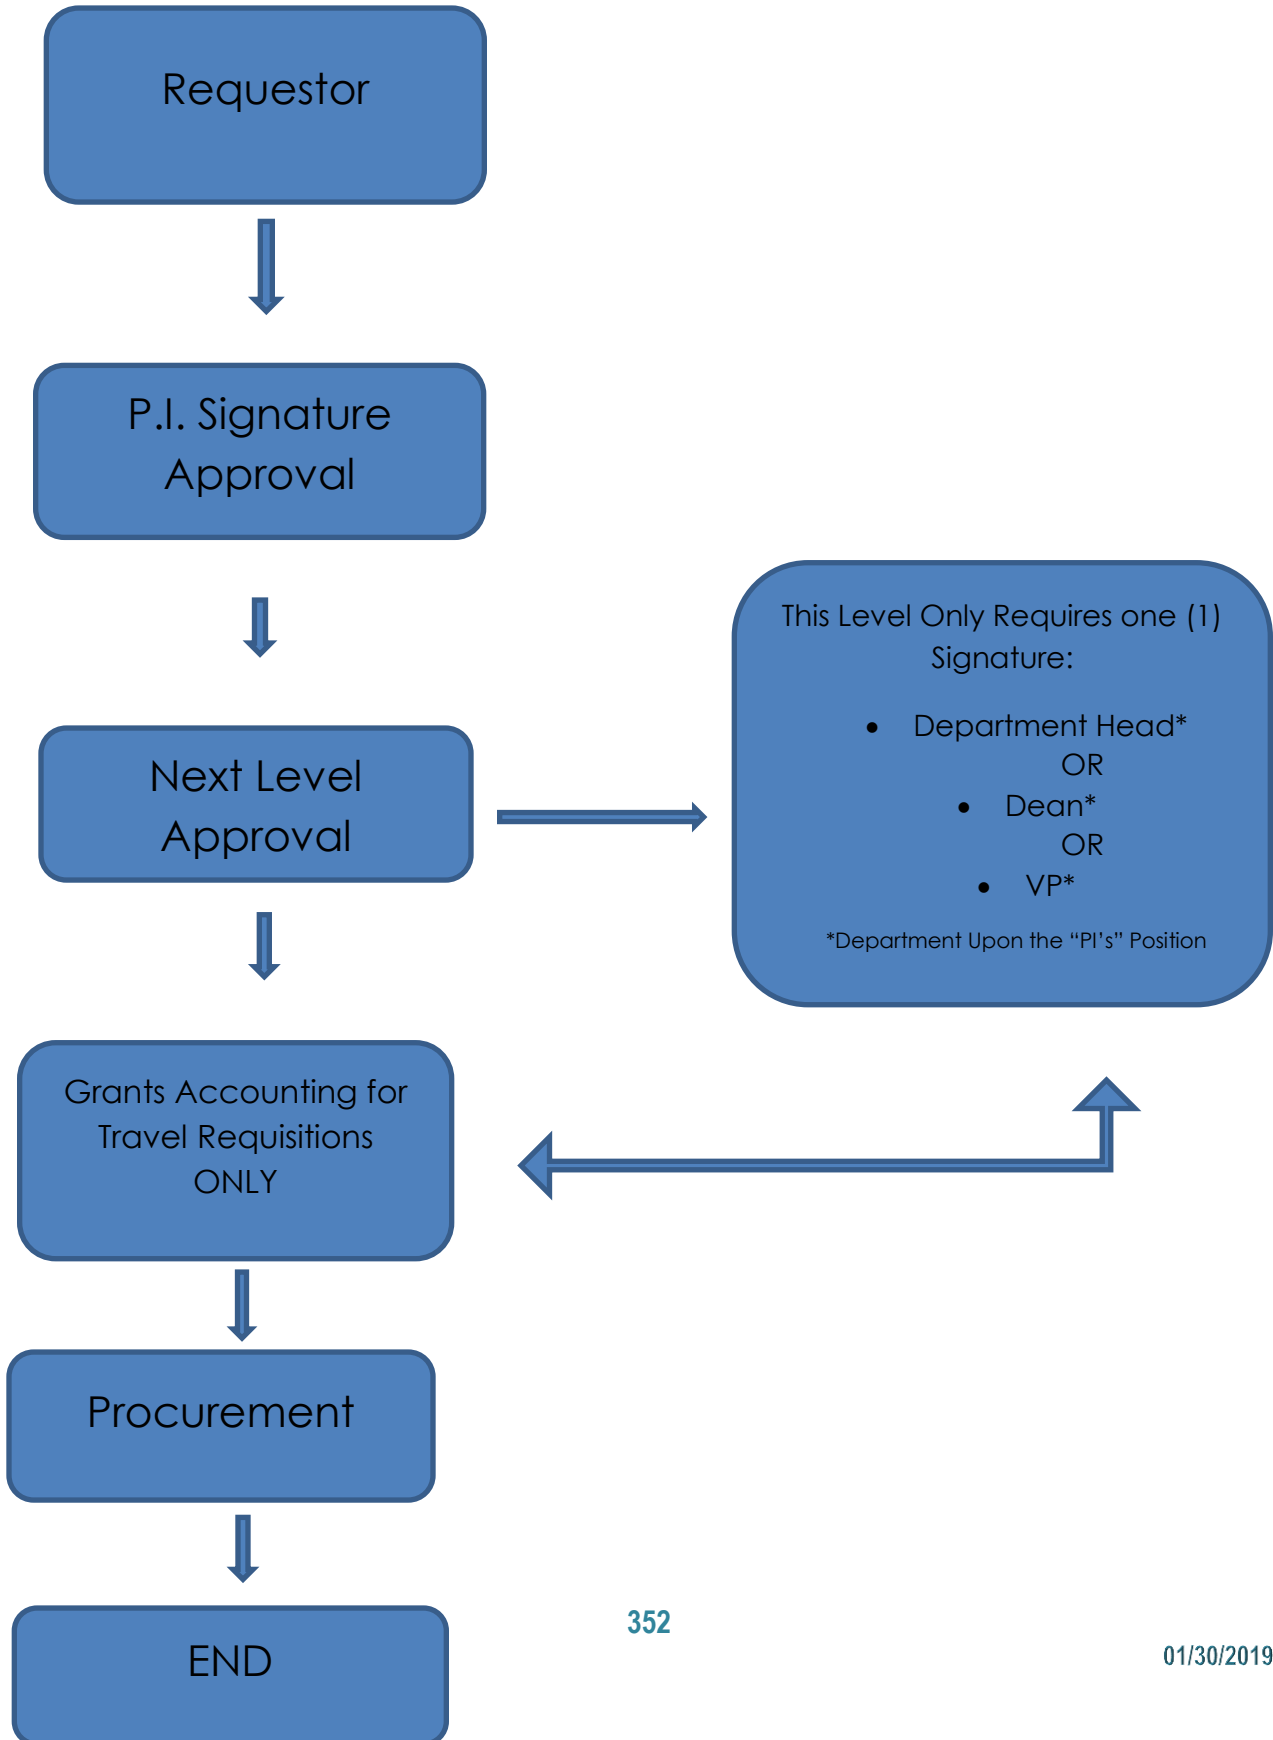 Requestor
P.I. Signature
Approval
This Level Only Requires one (1)
Signature:
• Department Head*
OR
• Dean*
OR
• VP*
*Department Upon the “PI’s” Position
Next Level
Approval
Grants Accounting for
Travel Requisitions
ONLY
Procurement
END
352
01/30/2019